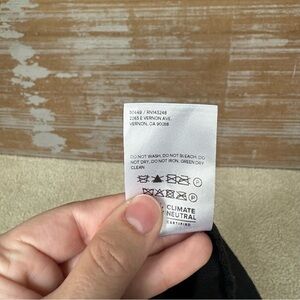 2263 E VERNON AVE.
VERNON, CA 90058
DO NOT WASH, DO NOT BLEACH, DO
NOT DRY, DO NOT IRON, GREEN DRY
CLEAN
P
P
CLIMATE
NEUTRAL
CERTIFIED